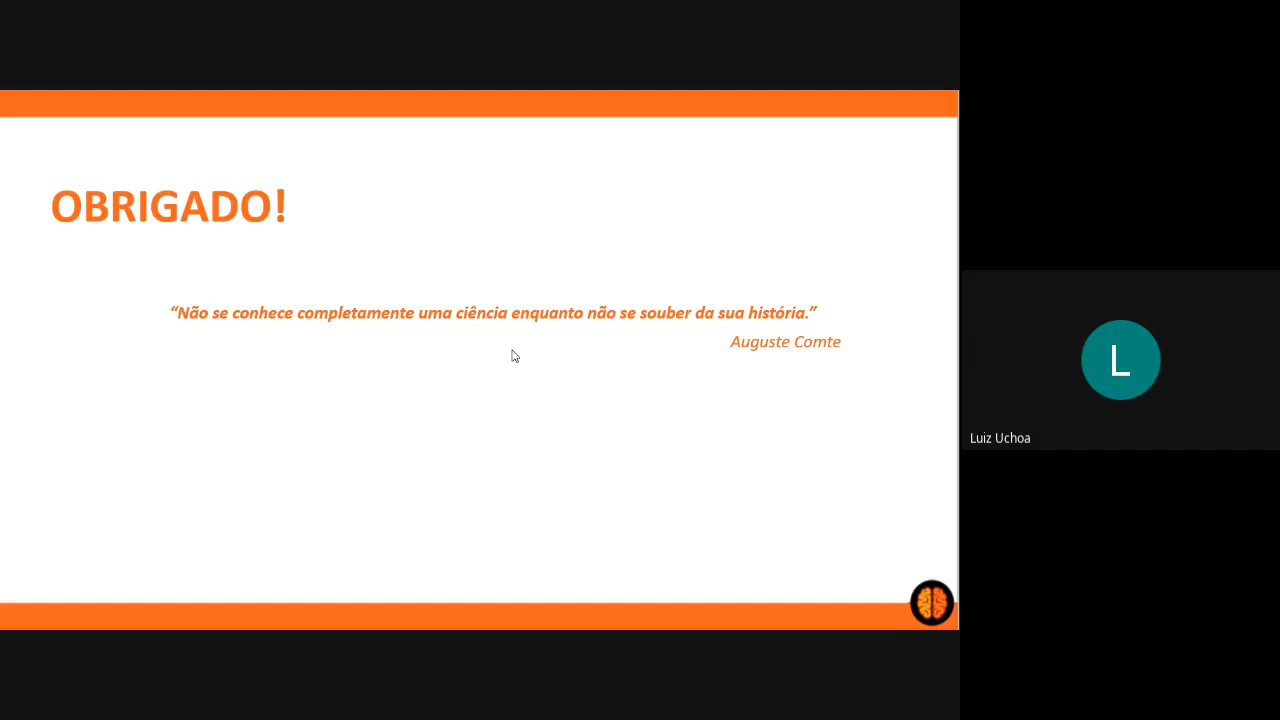 OBRIGADO!
“Não se conhece completamente uma ciência enquanto não se souber da sua história.”
Auguste Comte
L
Luiz Uchoa